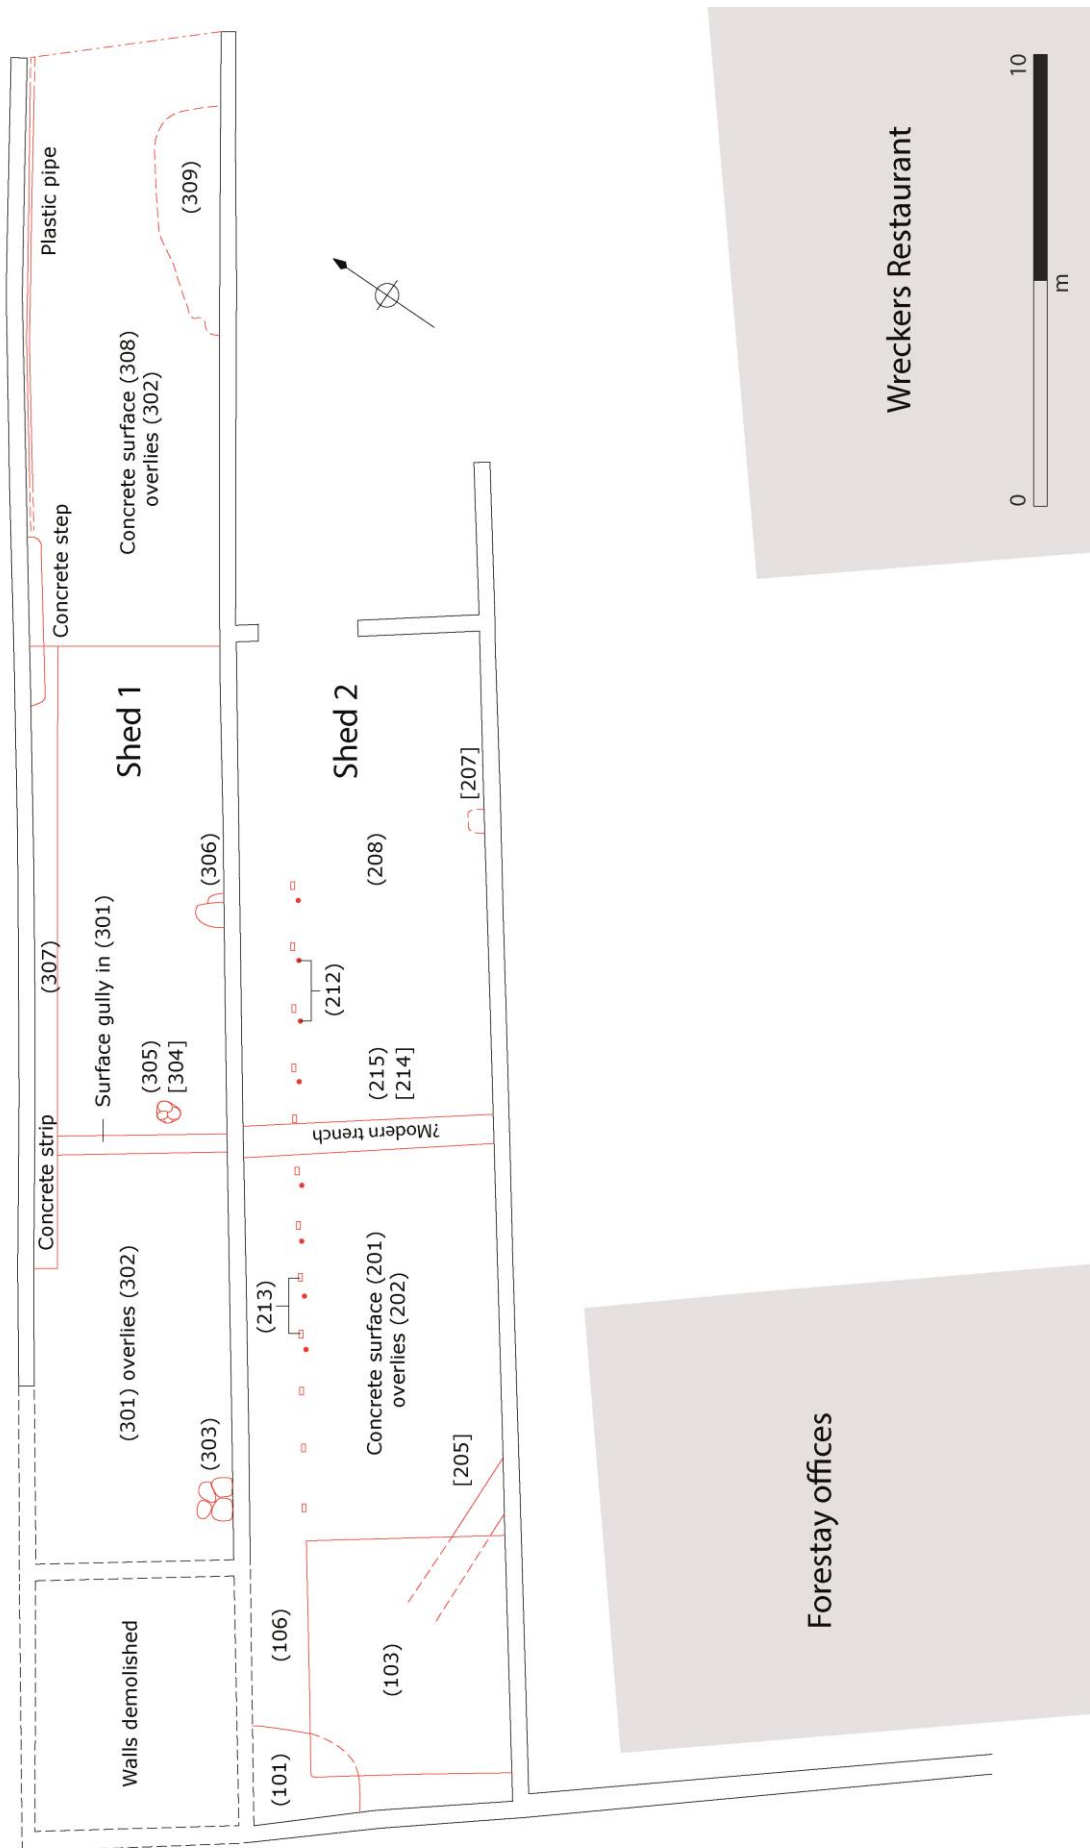 Plastic pipe
(309)
Concrete surface (308)
overlies (302)
Concrete step
Shed 1
(306)
(307)
Surface gully in (301)
(305)
[304]
Concrete strip
(301) overlies (302)
(303)
Walls demolished
Shed 2
[207]
(208)
(212)
(215)
[214]
?Modern trench
(213)
Concrete surface (201)
overlies (202)
[205]
(106)
(103)
(101)
Wreckers Restaurant
Forestay offices
0
10
m